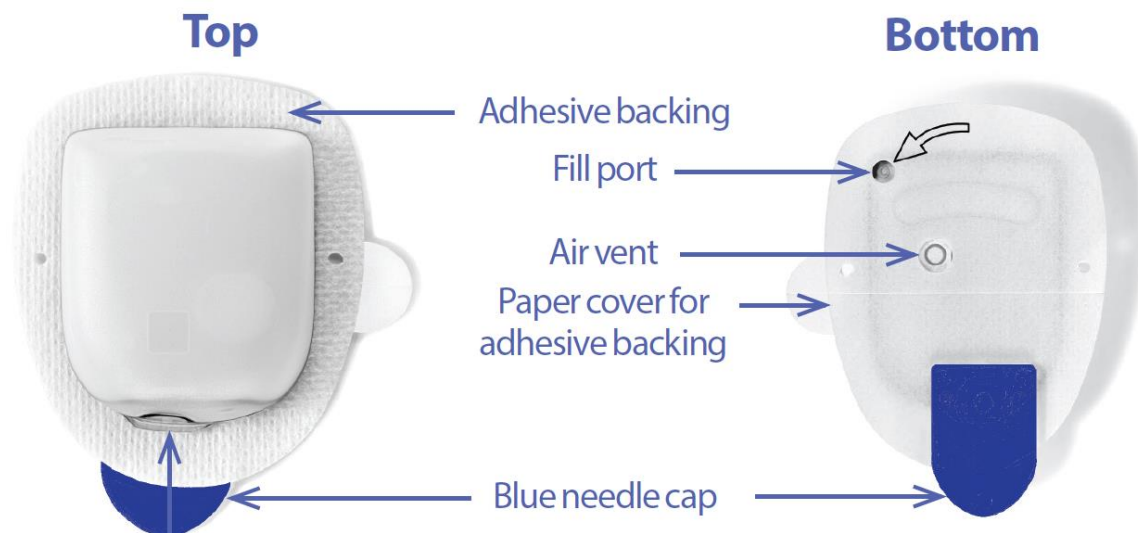 Top
Bottom
Adhesive backing
Fill port
Air vent
Paper cover for
adhesive backing
Blue needle cap